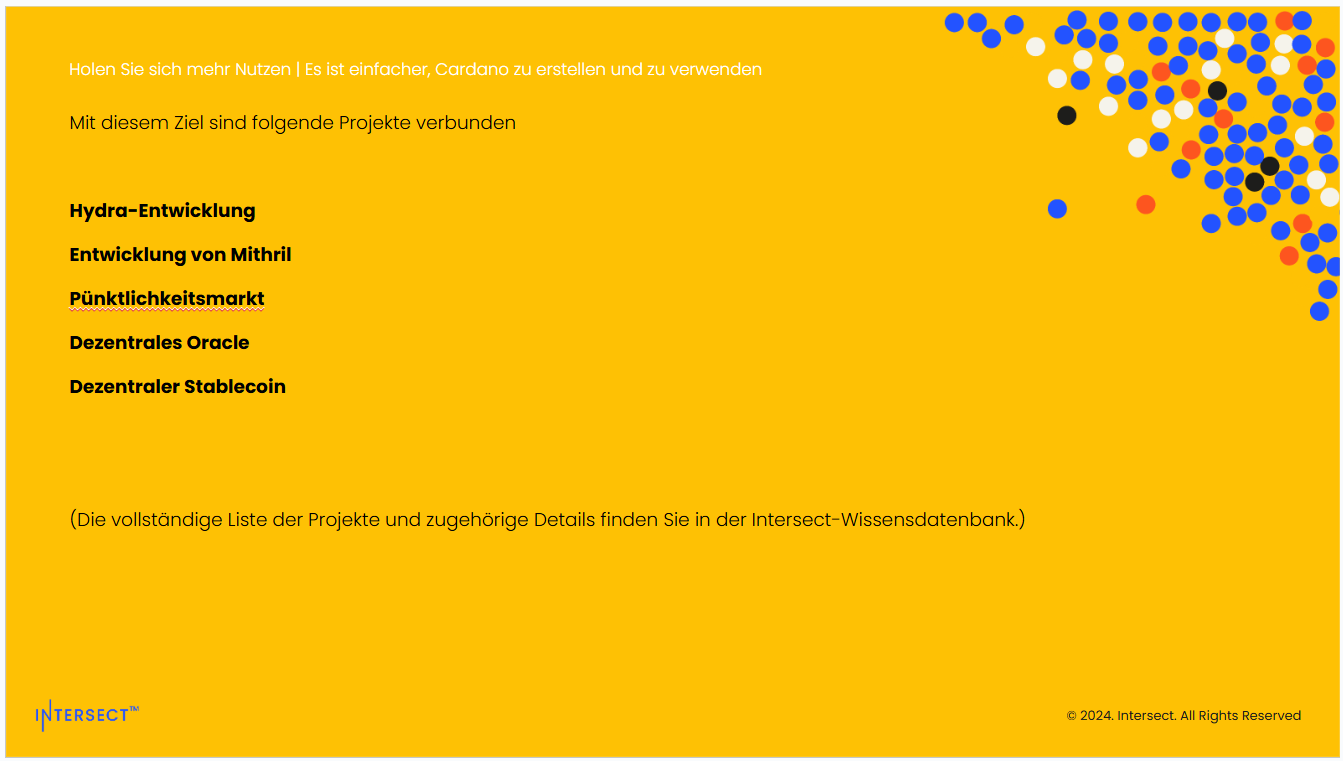 Holen Sie sich mehr Nutzen | Es ist einfacher, Cardano zu erstellen und zu verwenden
Mit diesem Ziel sind folgende Projekte verbunden
Hydra-Entwicklung
Entwicklung von Mithril
Pünktlichkeitsmarkt
Dezentrales Oracle
Dezentraler Stablecoin
(Die vollständige Liste der Projekte und zugehörige Details finden Sie in der Intersect-Wissensdatenbank.)
INTERSECT™
© 2024. Intersect. All Rights Reserved